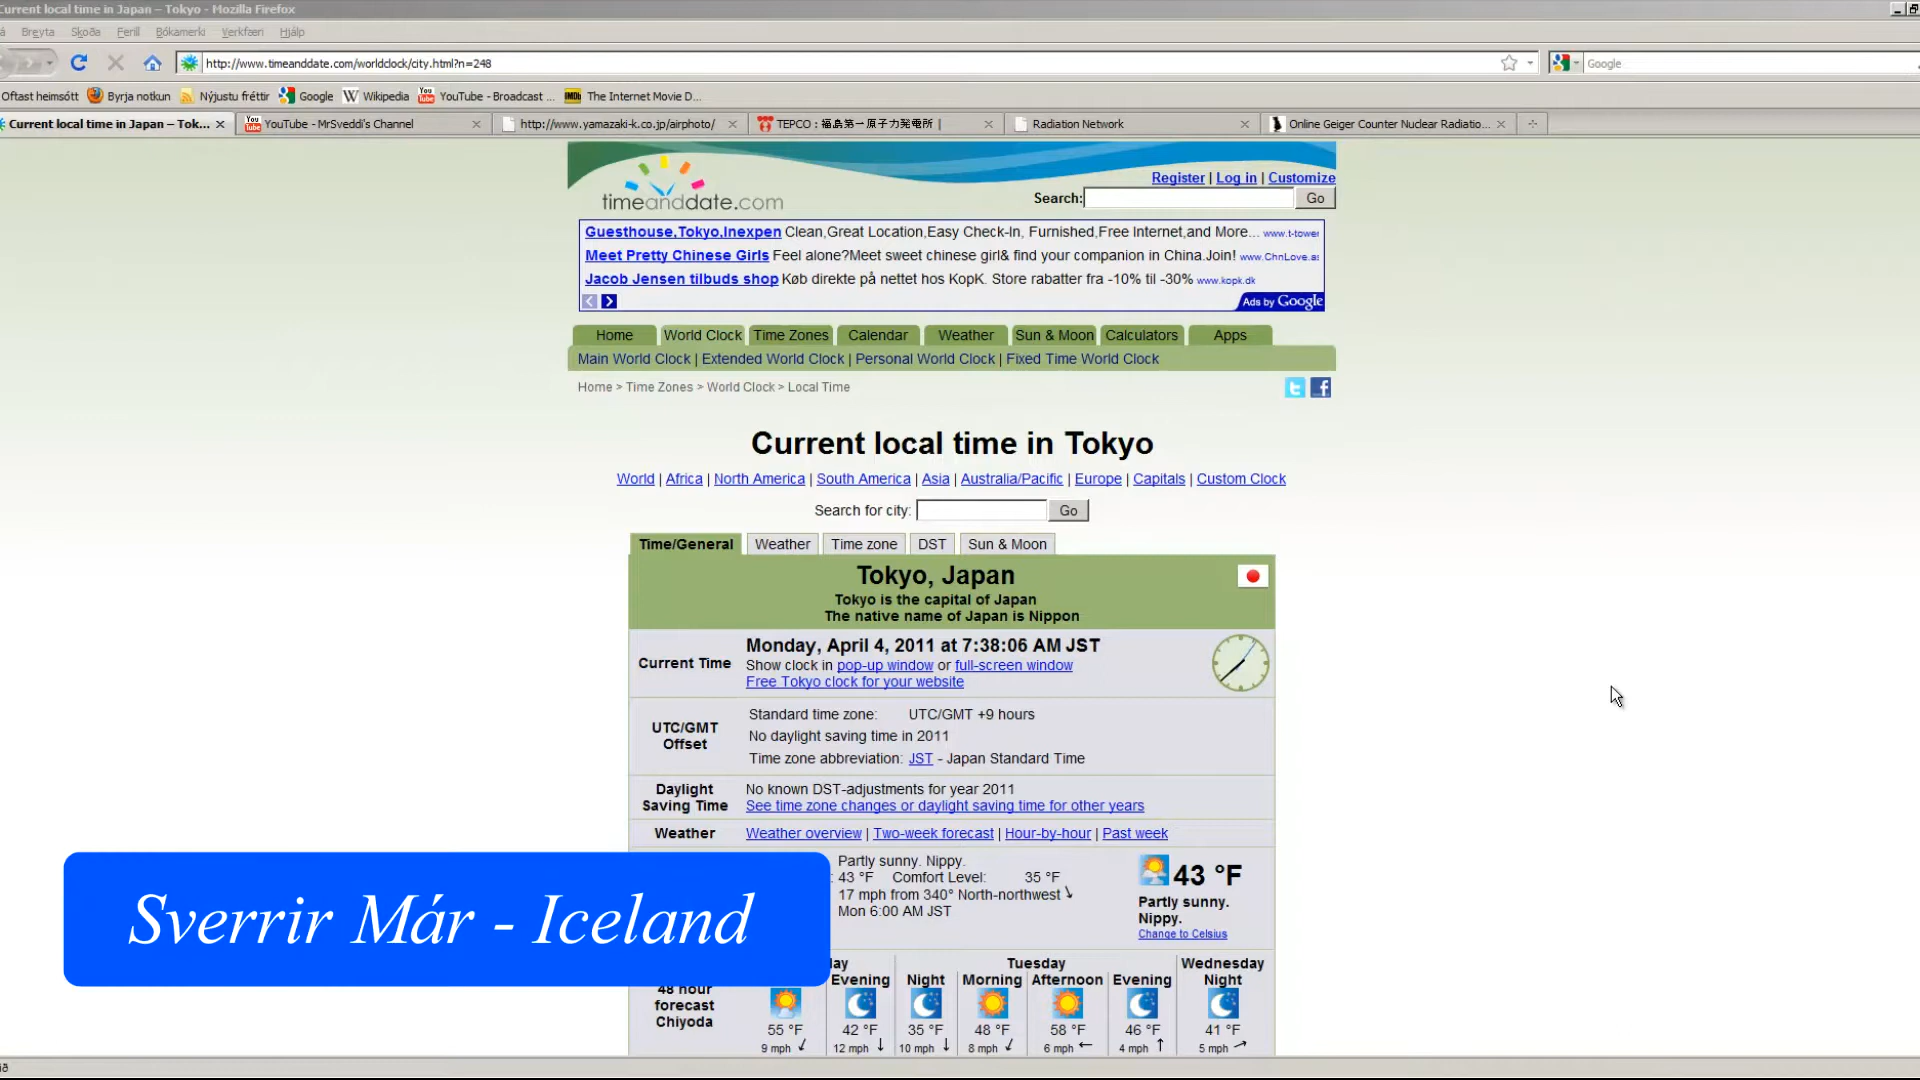 Current local time in Japan – Tokyo - Mozilla Firefox
Breyta Skoða Ferill Bókamerki Verkfæri Hjálp
http://www.timeanddate.com/worldclock/city.html?n=248
Google
Oftast heimsótt Byrja notkun Nýjustu fréttir Google Wikipedia YouTube - Broadcast ... The Internet Movie D...
Current local time in Japan – Tok... YouTube - MrSveddi's Channel http://www.yamazaki-k.co.jp/airphoto/ TEPCO : 福島第一原子力発電所 | Radiation Network Online Geiger Counter Nuclear Radiatio...
timeanddate.com
Register | Log in | Customize
Search: Go
Guesthouse,Tokyo,Inexpen Clean,Great Location,Easy Check-In, Furnished,Free Internet,and More... www.t-tower
Meet Pretty Chinese Girls Feel alone?Meet sweet chinese girl& find your companion in China.Join! www.ChnLove.as
Jacob Jensen tilbuds shop Køb direkte på nettet hos KopK. Store rabatter fra -10% til -30% www.kopk.dk
Ads by Google
Home World Clock Time Zones Calendar Weather Sun & Moon Calculators Apps
Main World Clock | Extended World Clock | Personal World Clock | Fixed Time World Clock
Home > Time Zones > World Clock > Local Time
Current local time in Tokyo
World | Africa | North America | South America | Asia | Australia/Pacific | Europe | Capitals | Custom Clock
Search for city: Go
Time/General Weather Time zone DST Sun & Moon
Tokyo, Japan
Tokyo is the capital of Japan
The native name of Japan is Nippon
Current Time
Monday, April 4, 2011 at 7:38:06 AM JST
Show clock in pop-up window or full-screen window
Free Tokyo clock for your website
UTC/GMT Offset
Standard time zone: UTC/GMT +9 hours
No daylight saving time in 2011
Time zone abbreviation: JST - Japan Standard Time
Daylight Saving Time
No known DST-adjustments for year 2011
See time zone changes or daylight saving time for other years
Weather Weather overview | Two-week forecast | Hour-by-hour | Past week
Partly sunny. Nippy.
43 °F Comfort Level: 35 °F
17 mph from 340° North-northwest
Mon 6:00 AM JST
43 °F
Partly sunny.
Nippy.
Change to Celsius
Sverrir Már - Iceland
48 hour
forecast
Chiyoda
Tuesday Wednesday
Evening Night Morning Afternoon Evening Night
55 °F 42 °F 35 °F 48 °F 58 °F 46 °F 41 °F
9 mph 12 mph 10 mph 8 mph 6 mph 4 mph 5 mph